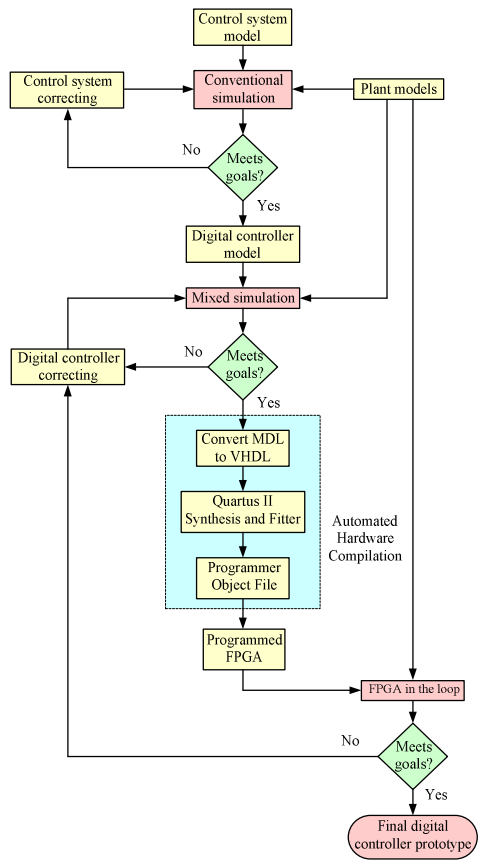 Control system
model
Control system
correcting
Conventional
simulation
Plant models
No
Meets
goals?
Yes
Digital controller
model
Mixed simulation
No
Meets
goals?
Digital controller
correcting
Yes
Convert MDL
to VHDL
Quartus II
Synthesis and Fitter
Automated
Hardware
Compilation
Programmer
Object File
Programmed
FPGA
FPGA in the loop
No
Meets
goals?
Yes
Final digital
controller prototype